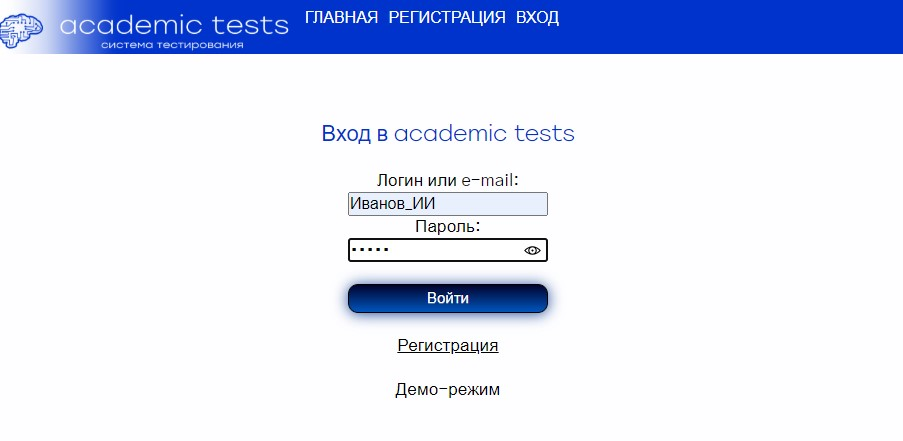 academic tests
система тестирования
ГЛАВНАЯ РЕГИСТРАЦИЯ ВХОД
Вход в academic tests
Логин или e-mail:
Иванов_ИИ
Пароль:
•••••
Войти
Регистрация
Демо-режим